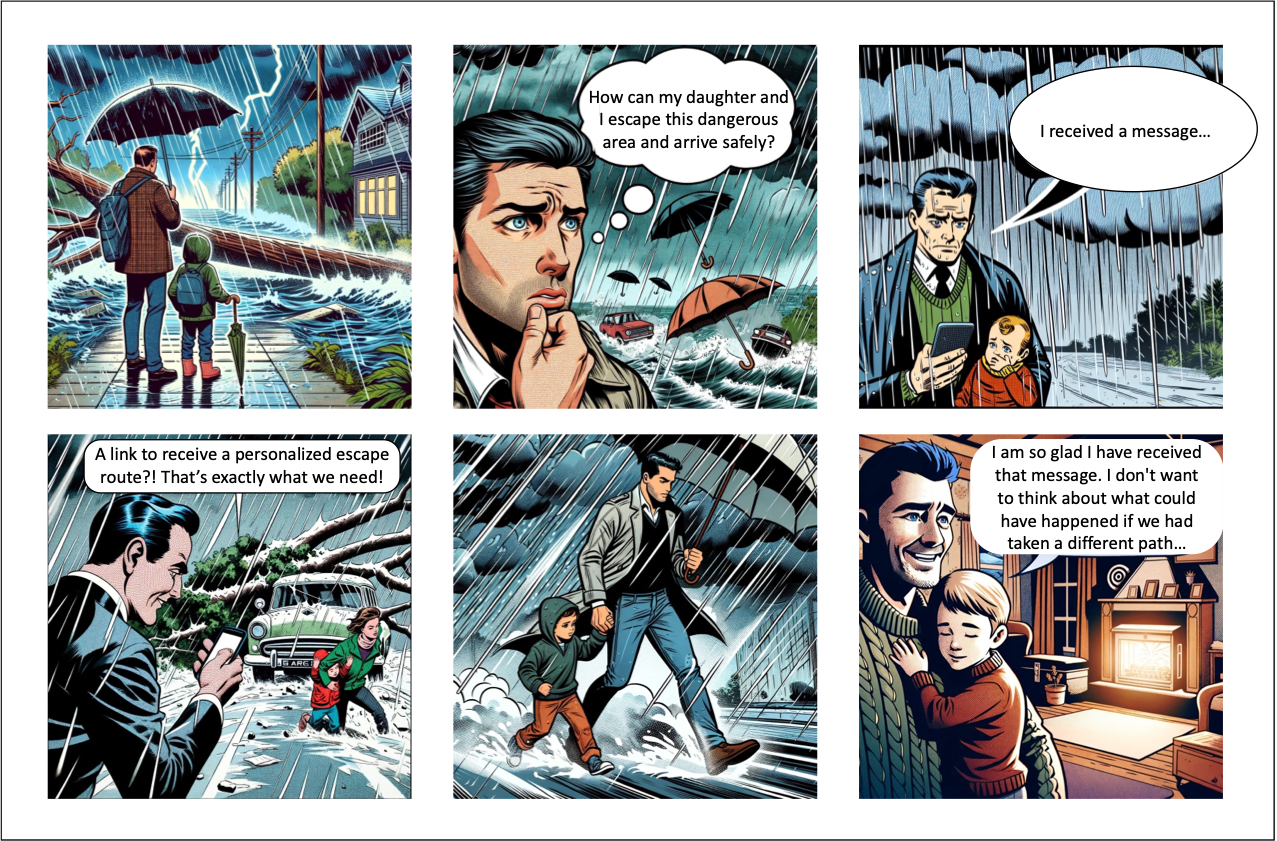 How can my daughter and
I escape this dangerous
area and arrive safely?
I received a message...
A link to receive a personalized escape
route?! That's exactly what we need!
I am so glad I have received
that message. I don't want
to think about what could
have happened if we had
taken a different path...